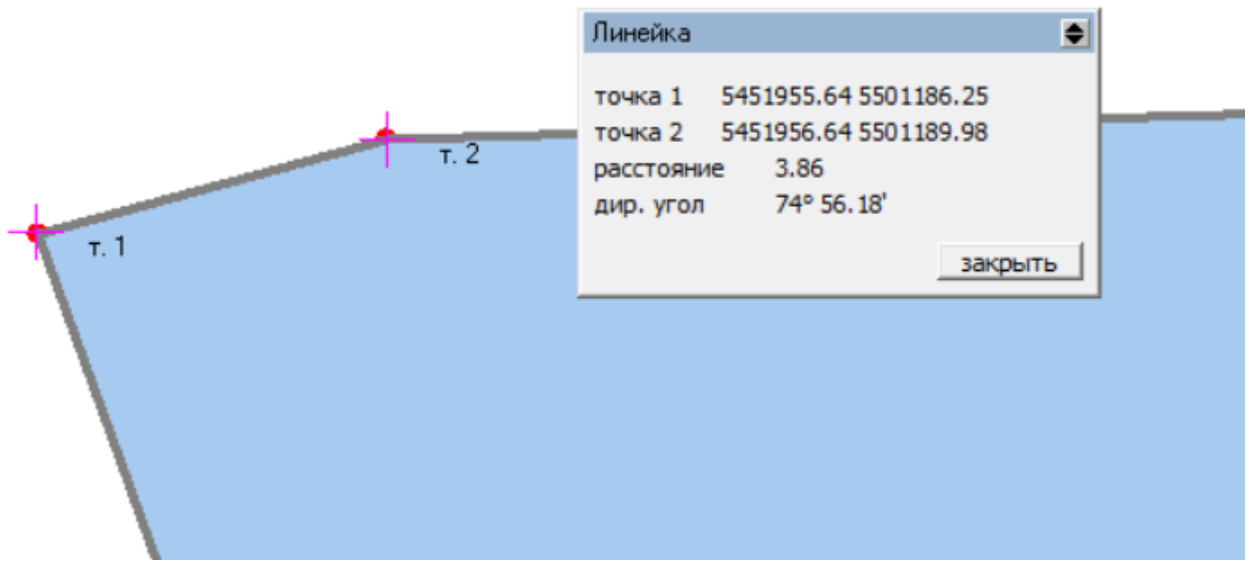 Линейка
точка 1 5451955.64 5501186.25
точка 2 5451956.64 5501189.98
расстояние 3.86
дир. угол 74° 56.18'
закрыть
т. 2
т. 1